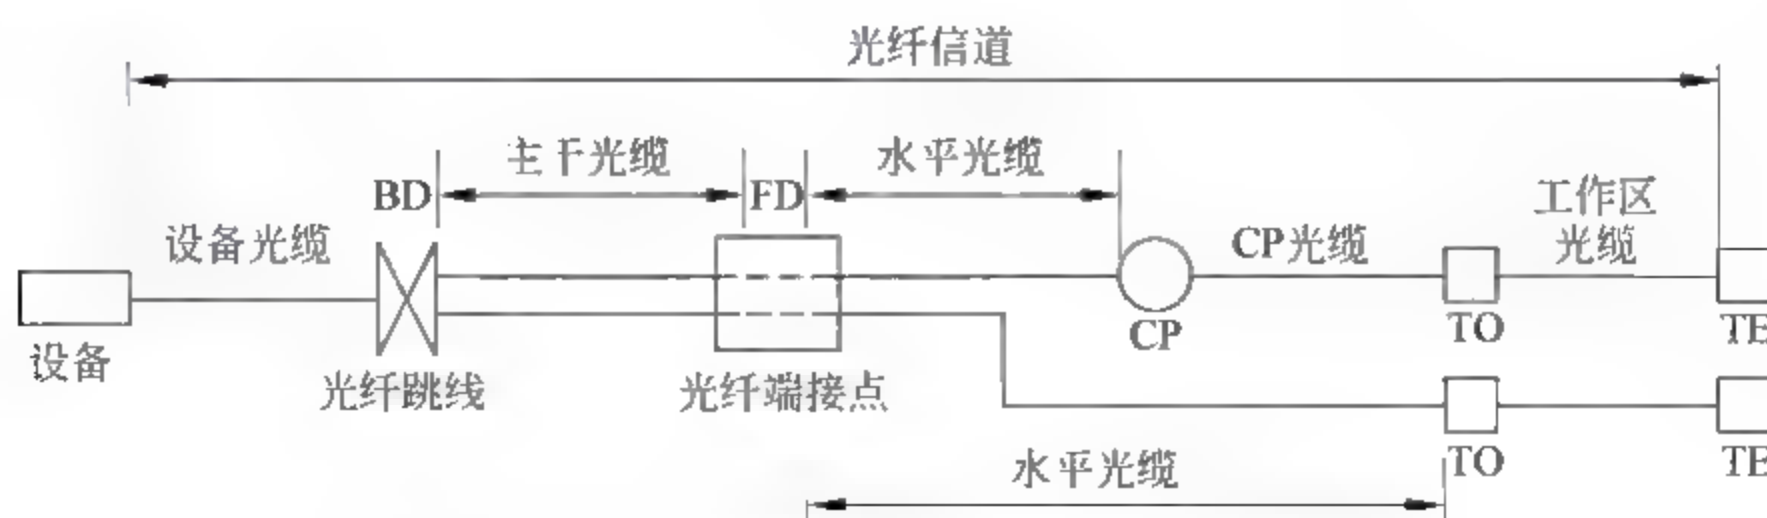 光纤信道
主干光缆
水平光缆
BD
FD
工作区
光缆
设备光缆
CP光缆
CP
TO
TE
设备
光纤跳线
光纤端接点
水平光缆
TO
TE